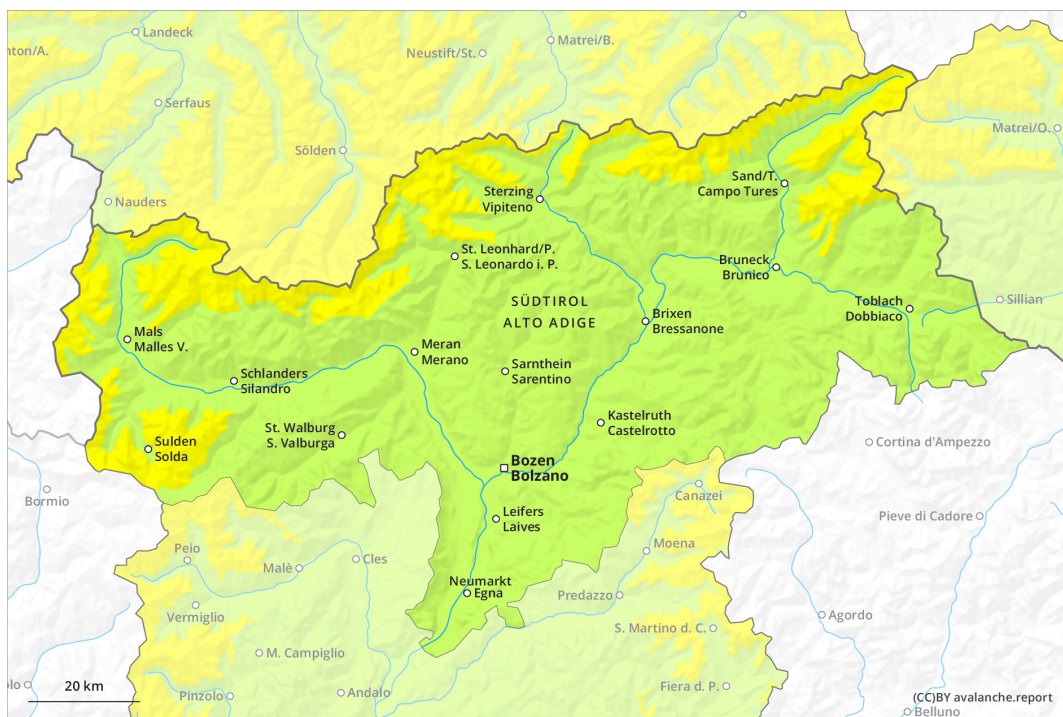 Landeck
nton/A.
Matrei/B.
Neustift/St.
Serfaus
Matrei/O.
Sölden
Sand/T.
Campo Tures
Sterzing
Vipiteno
Nauders
St. Leonhard/P.
S. Leonardo i. P.
Bruneck
Brunico
SÜDTIROL
ALTO ADIGE
Toblach
Dobbiaco
Sillian
Brixen
Bressanone
Mals
Malles V.
Meran
Merano
Sarnthein
Sarentino
Schlanders
Silandro
Kastelruth
Castelrotto
St. Walburg
S. Valburga
Sulden
Solda
Cortina d'Ampezzo
Bozen
Bolzano
Bormio
Canazei
Leifers
Laives
Pieve di Cadore
Peio
Moena
Malè
Cles
Neumarkt
Egna
Predazzo
Vermiglio
Agordo
S. Martino d. C.
M. Campiglio
olo
20 km
Pinzolo
Andalo
Fiera d. P.
(CC)BY avalanche.report
Belluno